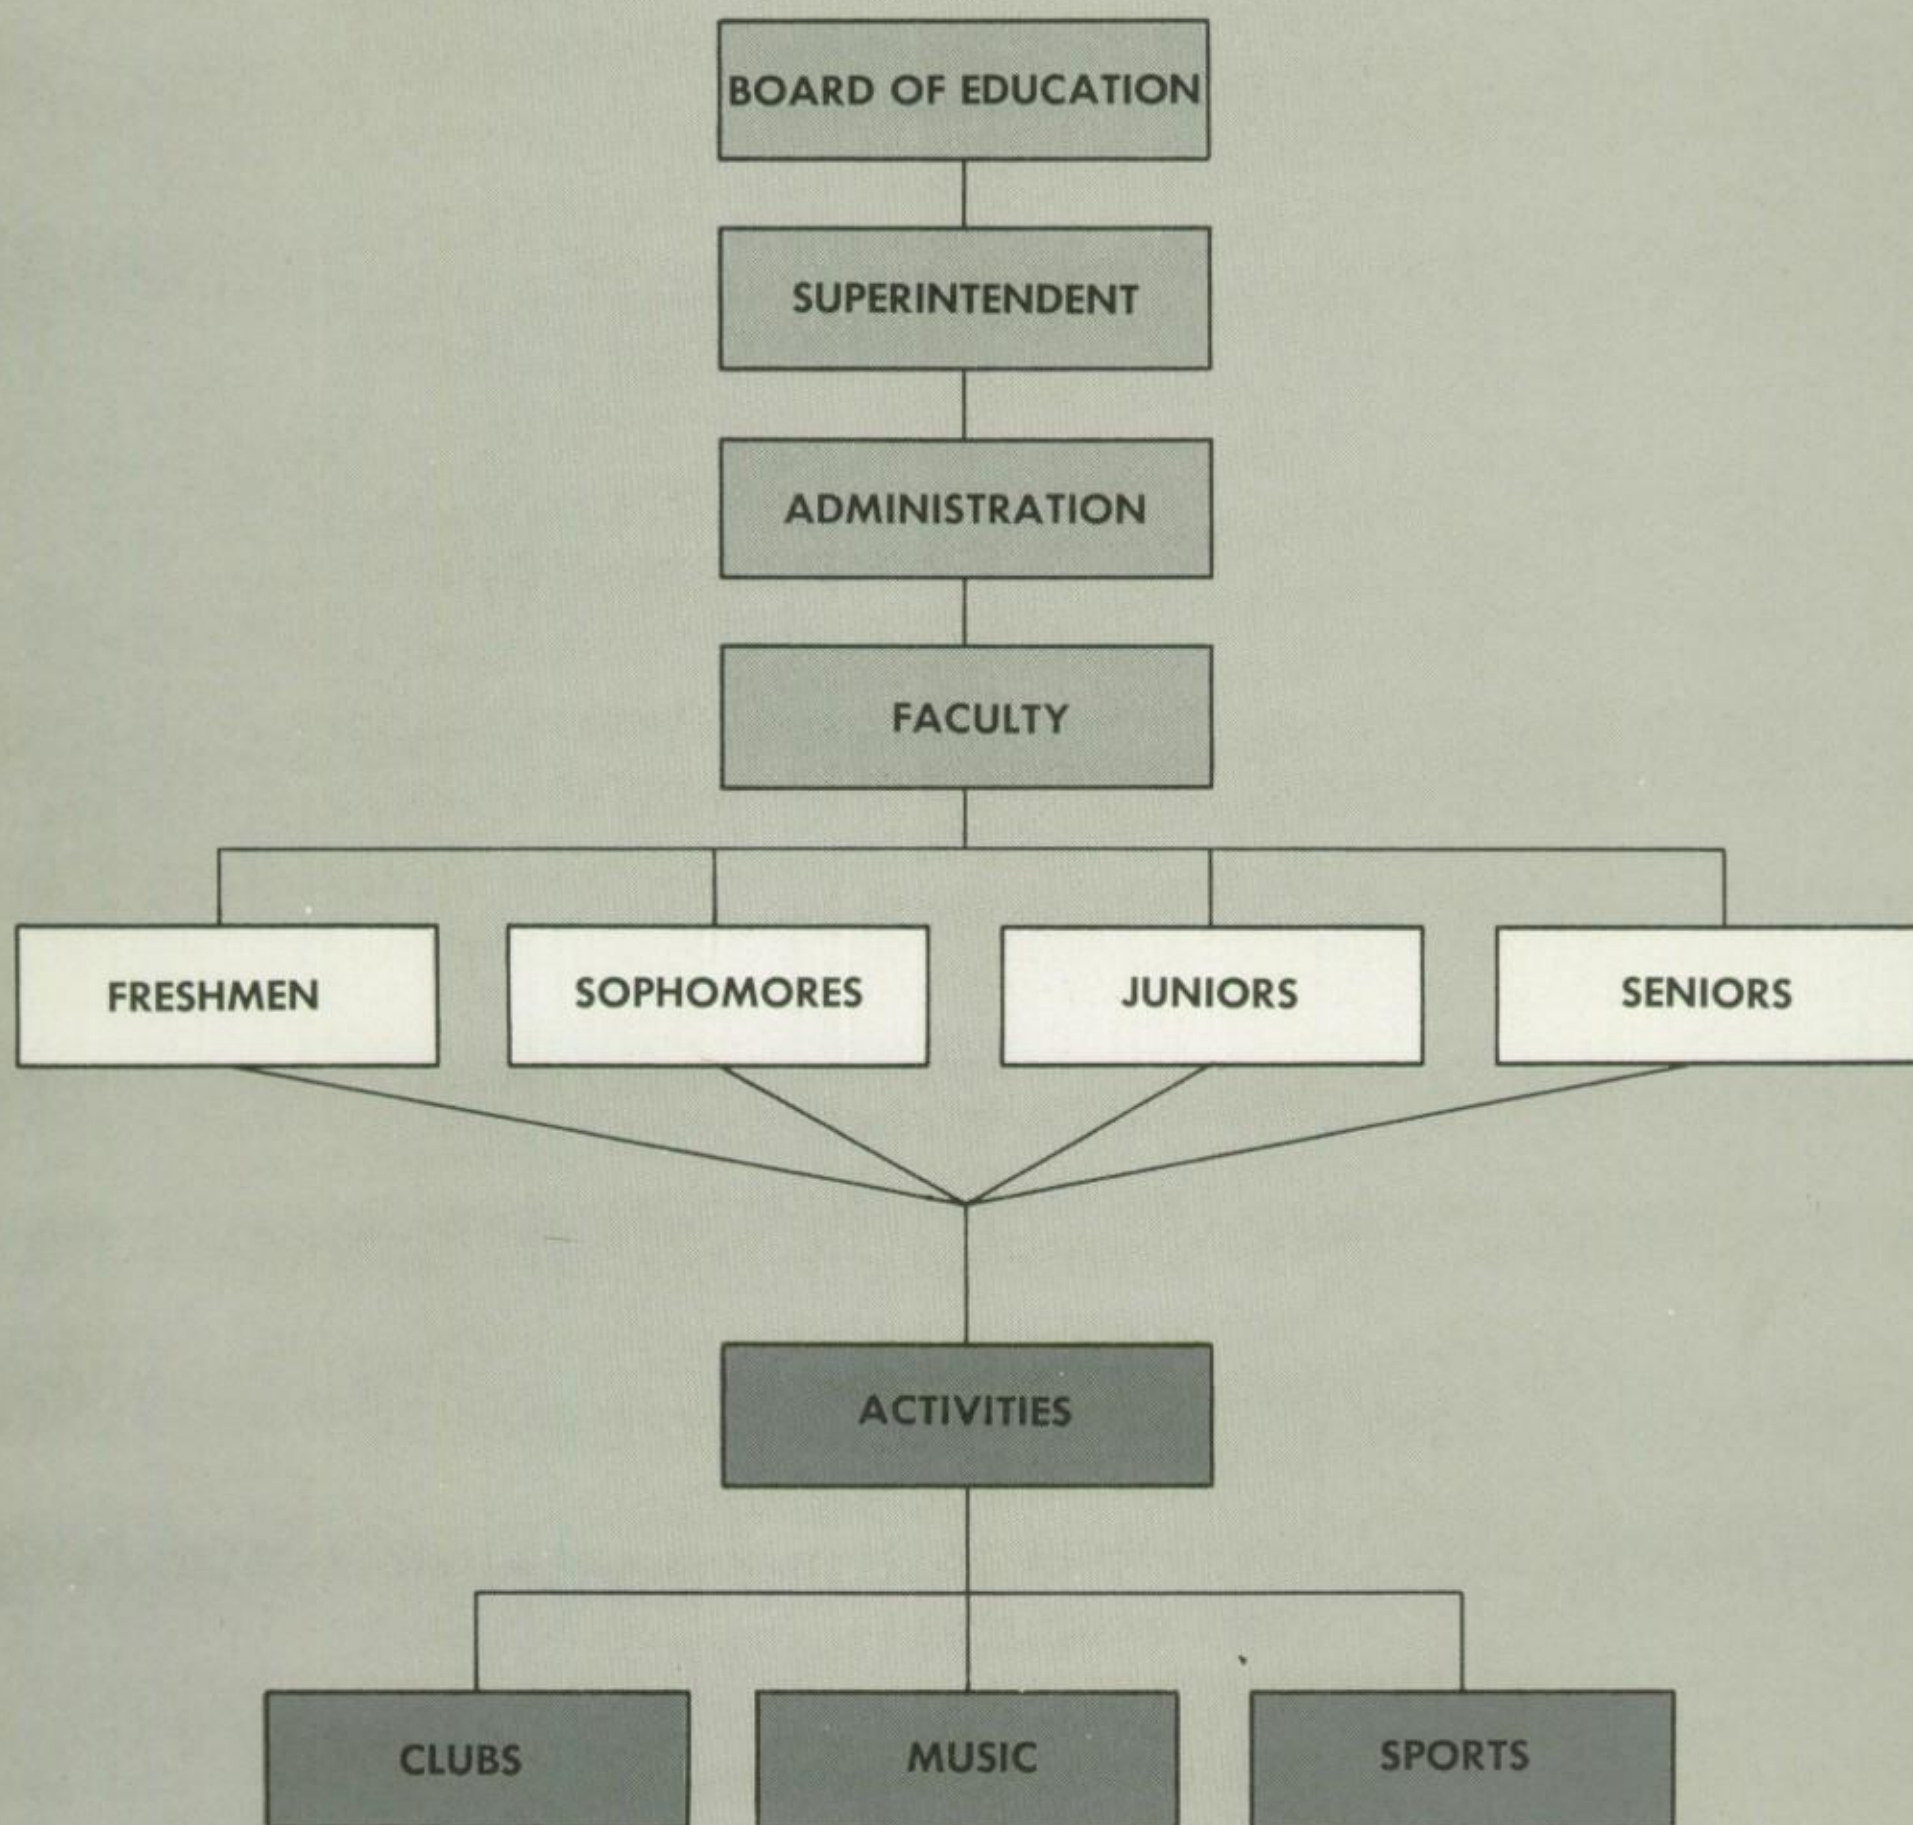 BOARD OF EDUCATION
SUPERINTENDENT
ADMINISTRATION
FACULTY
FRESHMEN
SOPHOMORES
JUNIORS
SENIORS
ACTIVITIES
CLUBS
MUSIC
SPORTS